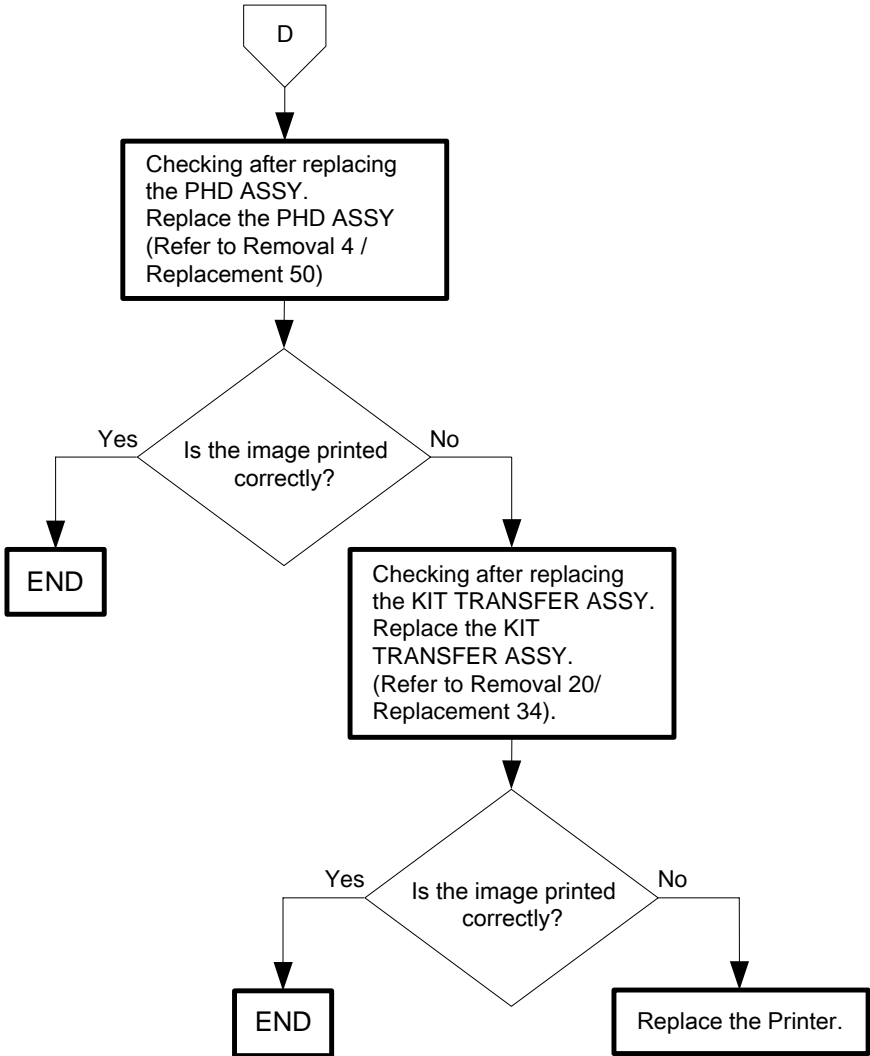 D
Checking after replacing
the PHD ASSY.
Replace the PHD ASSY
(Refer to Removal 4 /
Replacement 50)
Yes
Is the image printed
correctly?
No
END
Checking after replacing
the KIT TRANSFER ASSY.
Replace the KIT
TRANSFER ASSY.
(Refer to Removal 20/
Replacement 34).
Yes
Is the image printed
correctly?
No
END
Replace the Printer.